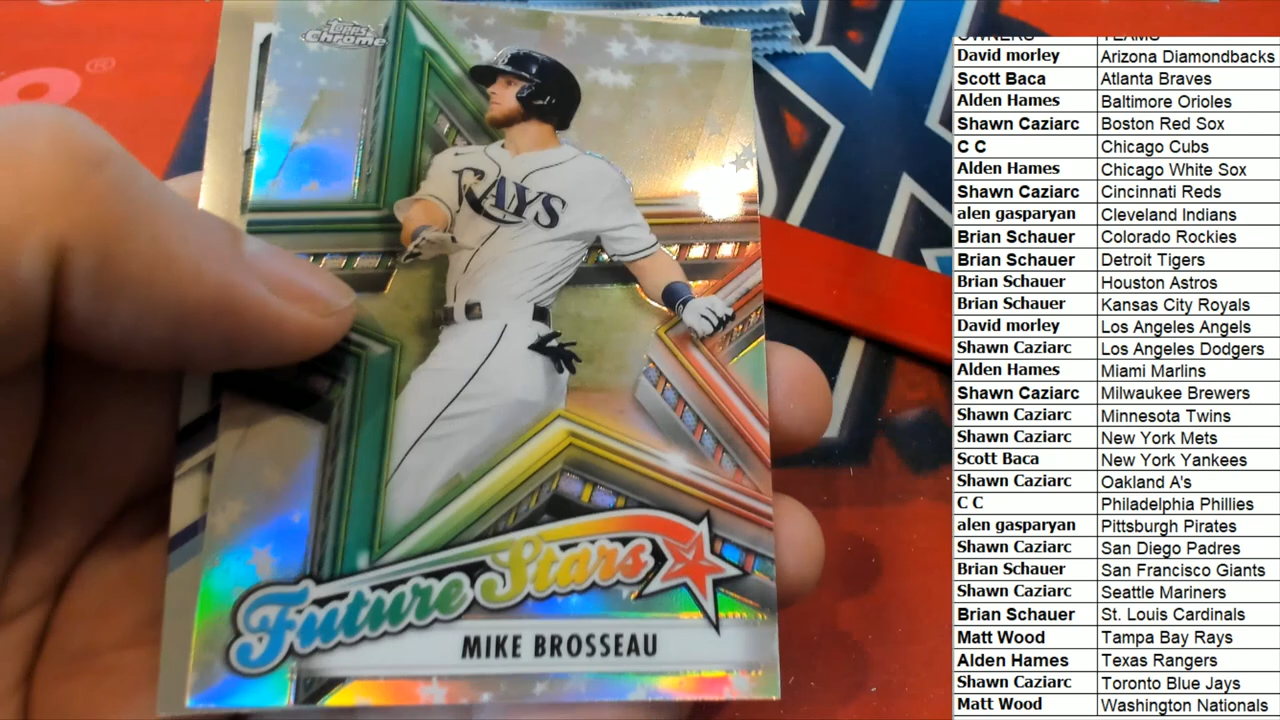 Topps
Chrome
RAYS
Future Stars
MIKE BROSSEAU
®
OWNERS TEAMS
David morley Arizona Diamondbacks
Scott Baca Atlanta Braves
Alden Hames Baltimore Orioles
Shawn Caziarc Boston Red Sox
C C Chicago Cubs
Alden Hames Chicago White Sox
Shawn Caziarc Cincinnati Reds
alen gasparyan Cleveland Indians
Brian Schauer Colorado Rockies
Brian Schauer Detroit Tigers
Brian Schauer Houston Astros
Brian Schauer Kansas City Royals
David morley Los Angeles Angels
Shawn Caziarc Los Angeles Dodgers
Alden Hames Miami Marlins
Shawn Caziarc Milwaukee Brewers
Shawn Caziarc Minnesota Twins
Shawn Caziarc New York Mets
Scott Baca New York Yankees
Shawn Caziarc Oakland A's
C C Philadelphia Phillies
alen gasparyan Pittsburgh Pirates
Shawn Caziarc San Diego Padres
Brian Schauer San Francisco Giants
Shawn Caziarc Seattle Mariners
Brian Schauer St. Louis Cardinals
Matt Wood Tampa Bay Rays
Alden Hames Texas Rangers
Shawn Caziarc Toronto Blue Jays
Matt Wood Washington Nationals